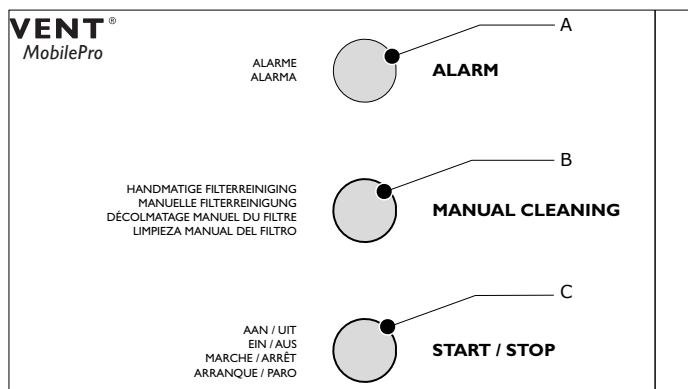 VENT®
MobilePro
A
ALARME
ALARMA
ALARM
B
HANDMATIGE FILTERREINIGING
MANUELLE FILTERREINIGUNG
DÉCOLMATAGE MANUEL DU FILTRE
LIMPIEZA MANUAL DEL FILTRO
MANUAL CLEANING
C
AAN / UIT
EIN / AUS
MARCHE / ARRÊT
ARRANQUE / PARO
START / STOP